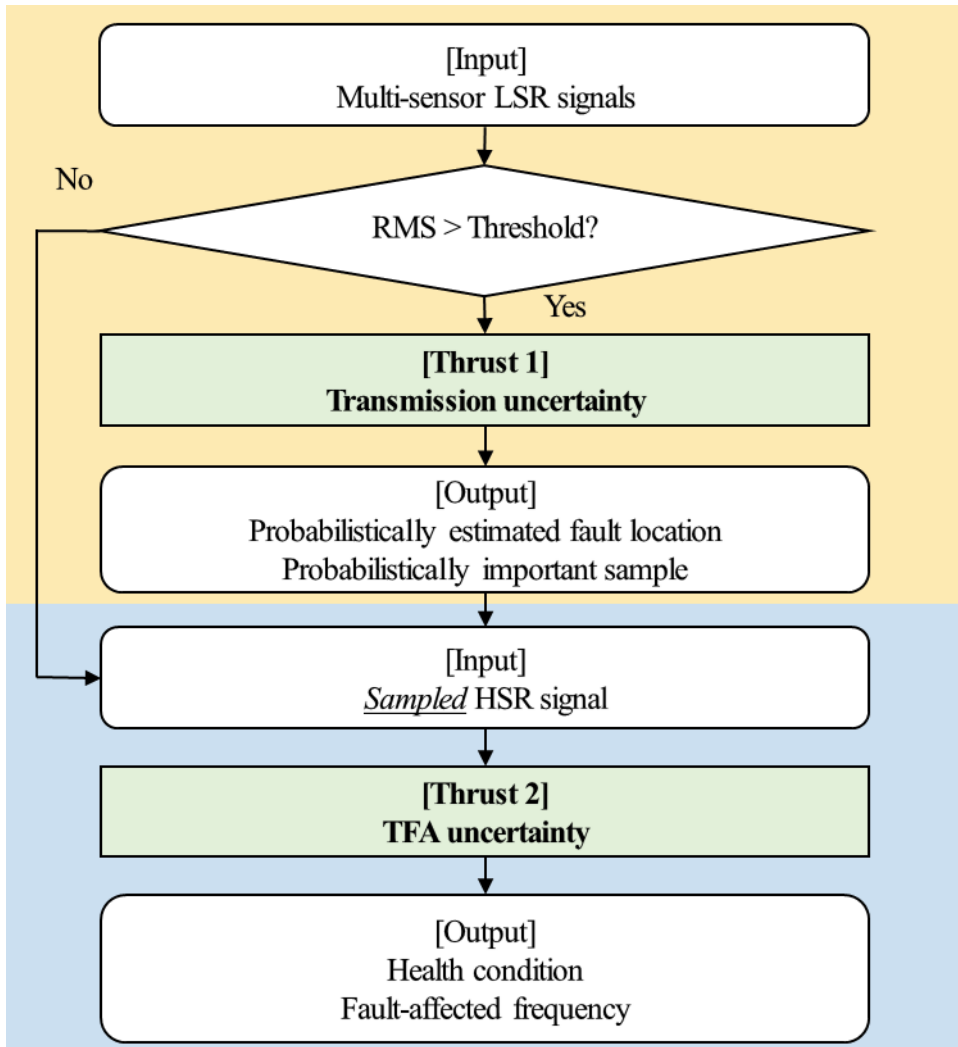 [Input]
Multi-sensor LSR signals
No
RMS > Threshold?
Yes
[Thrust 1]
Transmission uncertainty
[Output]
Probabilistically estimated fault location
Probabilistically important sample
[Input]
Sampled HSR signal
[Thrust 2]
TFA uncertainty
[Output]
Health condition
Fault-affected frequency